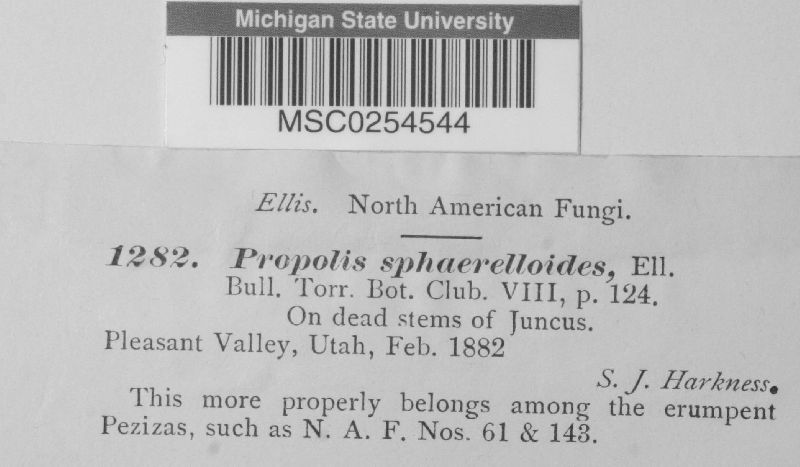 Michigan State University
MSC0254544
Ellis. North American Fungi.
1282. Propolis sphaerelloides, Ell.
Bull. Torr. Bot. Club. VIII, p. 124.
On dead stems of Juncus.
Pleasant Valley, Utah, Feb. 1882
S. J. Harkness.
This more properly belongs among the erumpent
Pezizas, such as N. A. F. Nos. 61 & 143.